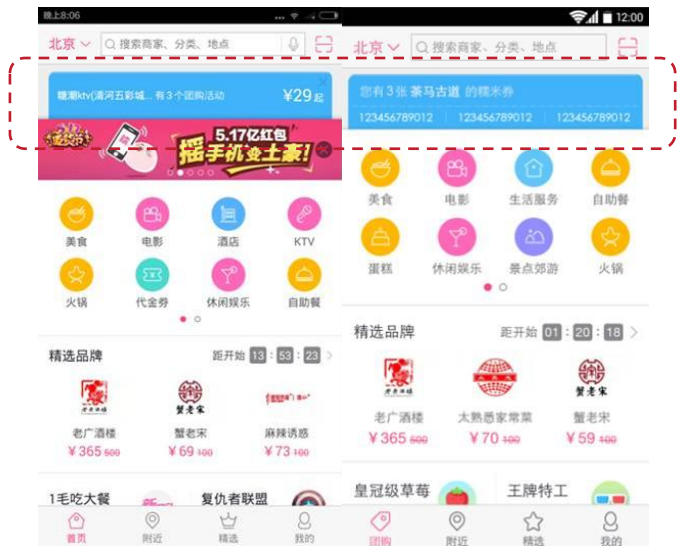 晚上8:06
北京
搜索商家、分类、地点
糖潮ktv(清河五彩城... 有3个团购活动 ¥29起
5.17亿红包
摇手机变土豪!
美食 电影 酒店 KTV
火锅 代金券 休闲娱乐 自助餐
精选品牌 距开始 13 : 53 : 23
老广酒楼 蟹老宋 麻辣诱惑
¥365 600 ¥69 100 ¥73 100
1毛吃大餐 复仇者联盟
首页 附近 精选 我的
12:00
北京
搜索商家、分类、地点
您有3张 茶马古道 的糯米券
123456789012 123456789012 123456789012
美食 电影 生活服务 自助餐
蛋糕 休闲娱乐 景点郊游 火锅
精选品牌 距开始 01 : 20 : 18
蟹老宋
老广酒楼 太熟悉家常菜 蟹老宋
¥365 600 ¥70 100 ¥59 100
皇冠级草莓 王牌特工
团购 附近 精选 我的